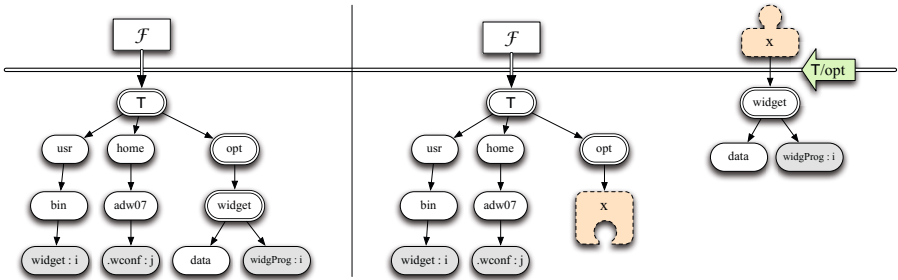 ℱ
T
usr home opt
bin adw07 widget
widget : i .wconf : j data widgProg : i
ℱ
T
usr home opt
bin adw07 x
widget : i .wconf : j
x
T/opt
widget
data widgProg : i